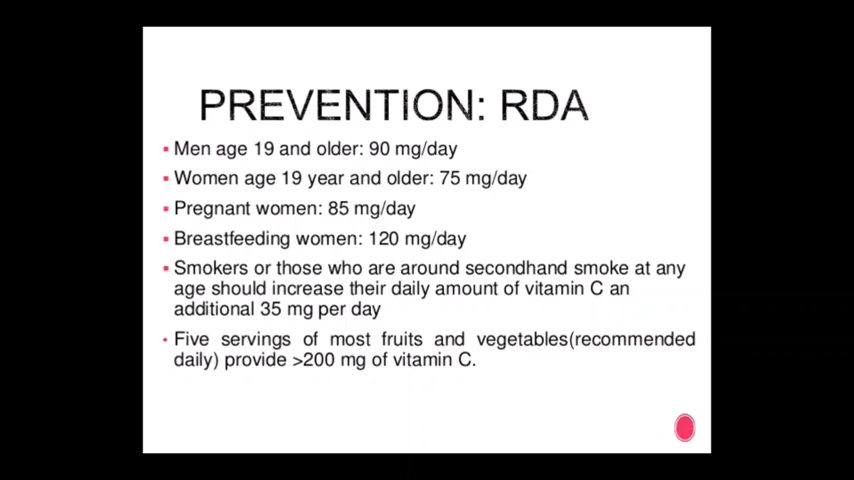 PREVENTION: RDA
Men age 19 and older: 90 mg/day
Women age 19 year and older: 75 mg/day
Pregnant women: 85 mg/day
Breastfeeding women: 120 mg/day
Smokers or those who are around secondhand smoke at any
age should increase their daily amount of vitamin C an
additional 35 mg per day
Five servings of most fruits and vegetables(recommended
daily) provide >200 mg of vitamin C.